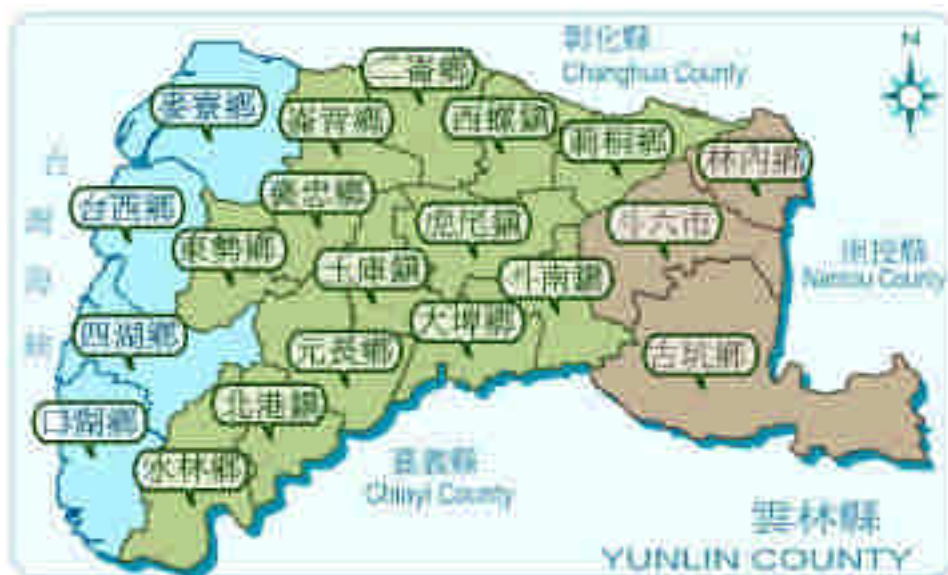 彰化縣
Changhua County
N
二崙鄉
麥寮鄉
崙背鄉
西螺鎮
莿桐鄉
林內鄉
台西鄉
褒忠鄉
虎尾鎮
斗六市
東勢鄉
土庫鎮
斗南鎮
南投縣
Nantou County
台灣海峽
四湖鄉
元長鄉
大埤鄉
古坑鄉
口湖鄉
北港鎮
水林鄉
嘉義縣
Chiayi County
雲林縣
YUNLIN COUNTY